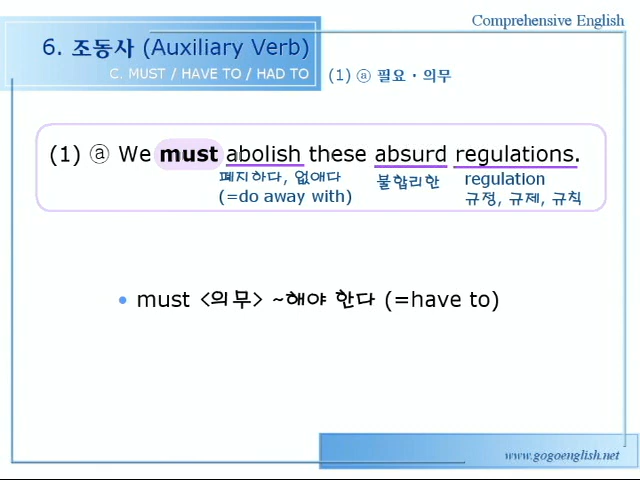 Comprehensive English
6. 조동사 (Auxiliary Verb)
C. MUST / HAVE TO / HAD TO
(1) ⓐ 필요 · 의무
(1) ⓐ We must abolish these absurd regulations.
폐지하다, 없애다 불합리한 regulation
(=do away with) 규정, 규제, 규칙
• must <의무> ~해야 한다 (=have to)
www.gogoenglish.net